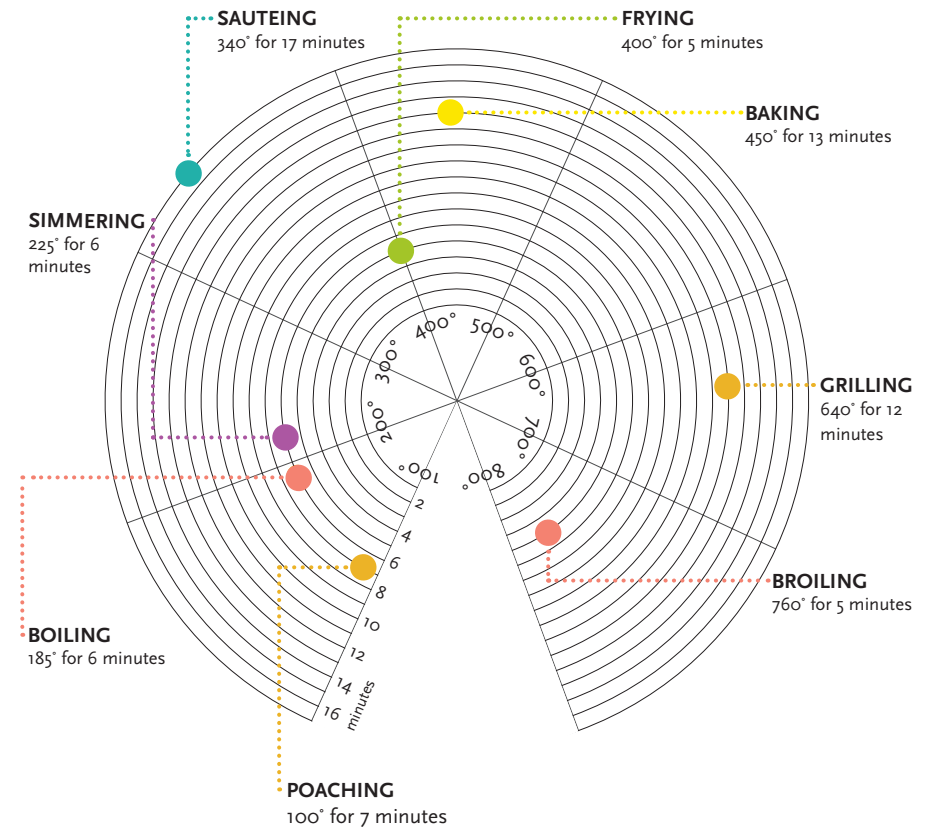 SAUTEING
340° for 17 minutes
FRYING
400° for 5 minutes
BAKING
450° for 13 minutes
SIMMERING
225° for 6
minutes
GRILLING
640° for 12
minutes
BROILING
760° for 5 minutes
BOILING
185° for 6 minutes
POACHING
100° for 7 minutes
100°
200°
300°
400°
500°
600°
700°
800°
2
4
6
8
10
12
14
16
minutes